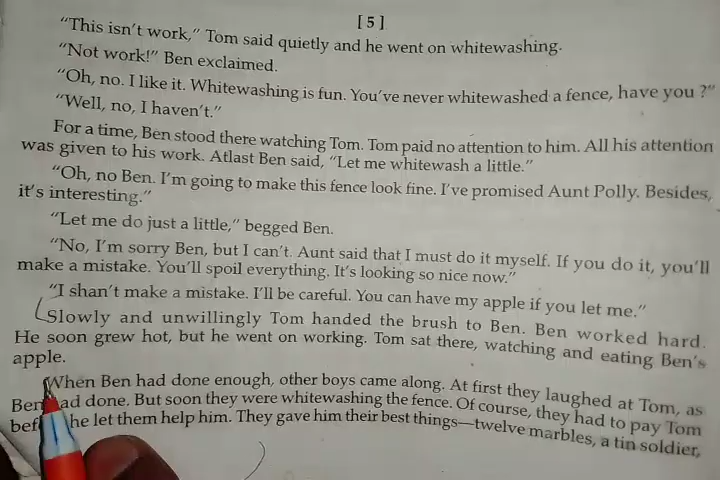 [ 5 ]
“This isn’t work,” Tom said quietly and he went on whitewashing.
“Not work!” Ben exclaimed.
“Oh, no. I like it. Whitewashing is fun. You’ve never whitewashed a fence, have you ?”
“Well, no, I haven’t.”
For a time, Ben stood there watching Tom. Tom paid no attention to him. All his attention
was given to his work. Atlast Ben said, “Let me whitewash a little.”
“Oh, no Ben. I’m going to make this fence look fine. I’ve promised Aunt Polly. Besides,
it’s interesting.”
“Let me do just a little,” begged Ben.
“No, I’m sorry Ben, but I can’t. Aunt said that I must do it myself. If you do it, you’ll
make a mistake. You’ll spoil everything. It’s looking so nice now.”
“I shan’t make a mistake. I’ll be careful. You can have my apple if you let me.”
Slowly and unwillingly Tom handed the brush to Ben. Ben worked hard.
He soon grew hot, but he went on working. Tom sat there, watching and eating Ben’s
apple.
When Ben had done enough, other boys came along. At first they laughed at Tom, as
Ben had done. But soon they were whitewashing the fence. Of course, they had to pay Tom
he let them help him. They gave him their best things—twelve marbles, a tin soldier,